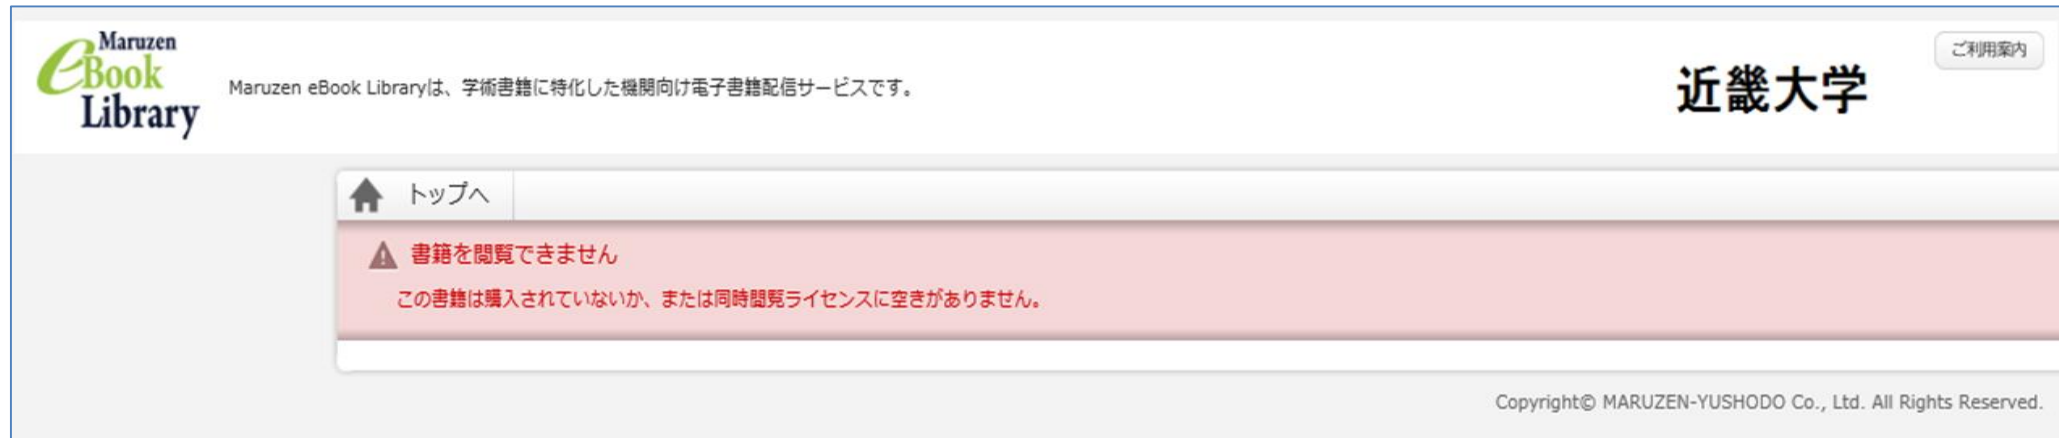 Maruzen
eBook
Library
Maruzen eBook Libraryは、学術書籍に特化した機関向け電子書籍配信サービスです。
近畿大学
ご利用案内
トップへ
書籍を閲覧できません
この書籍は購入されていないか、または同時閲覧ライセンスに空きがありません。
Copyright© MARUZEN-YUSHODO Co., Ltd. All Rights Reserved.